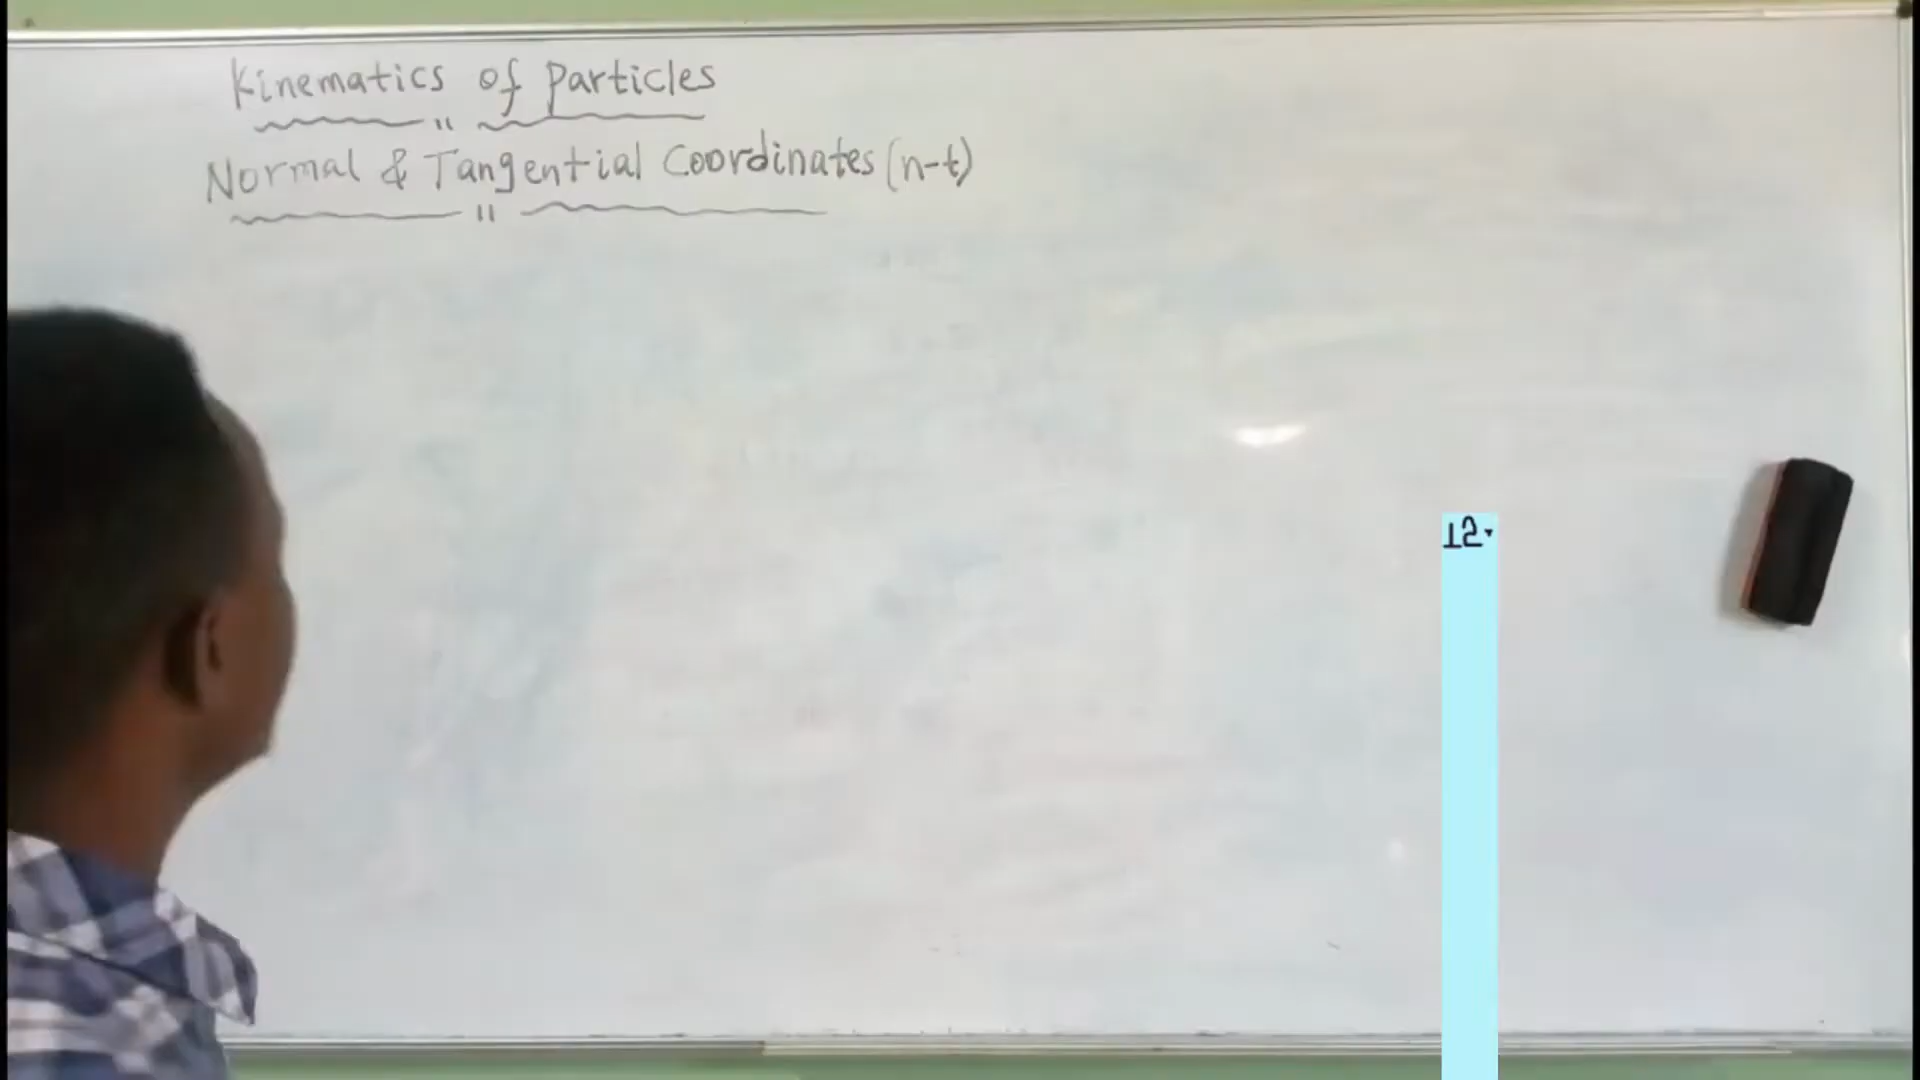 Kinematics of particles
Normal & Tangential Coordinates (n-t)